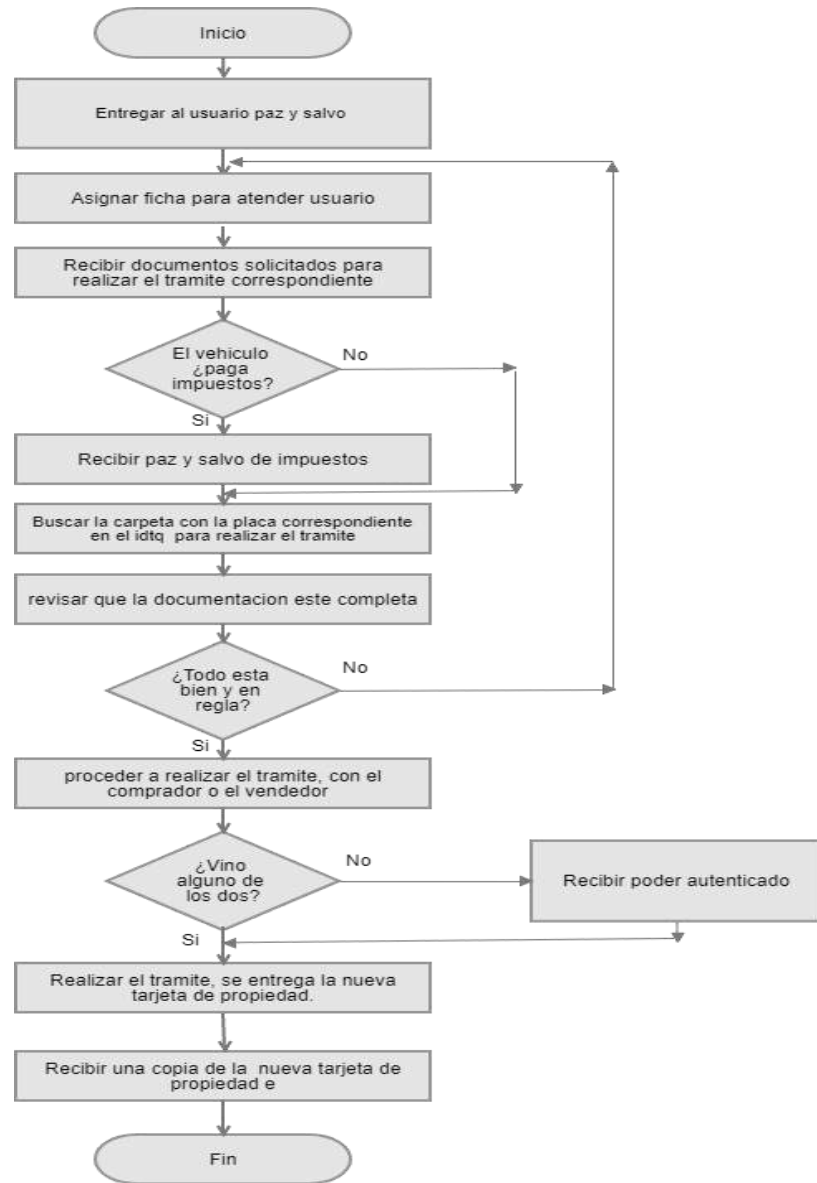 Inicio
Entregar al usuario paz y salvo
Asignar ficha para atender usuario
Recibir documentos solicitados para
realizar el tramite correspondiente
El vehiculo
¿paga
impuestos?
No
Si
Recibir paz y salvo de impuestos
Buscar la carpeta con la placa correspondiente
en el idtq para realizar el tramite
revisar que la documentacion este completa
¿Todo esta
bien y en
regla?
No
Si
proceder a realizar el tramite, con el
comprador o el vendedor
¿Vino
alguno de
los dos?
No
Recibir poder autenticado
Si
Realizar el tramite, se entrega la nueva
tarjeta de propiedad.
Recibir una copia de la nueva tarjeta de
propiedad e
Fin